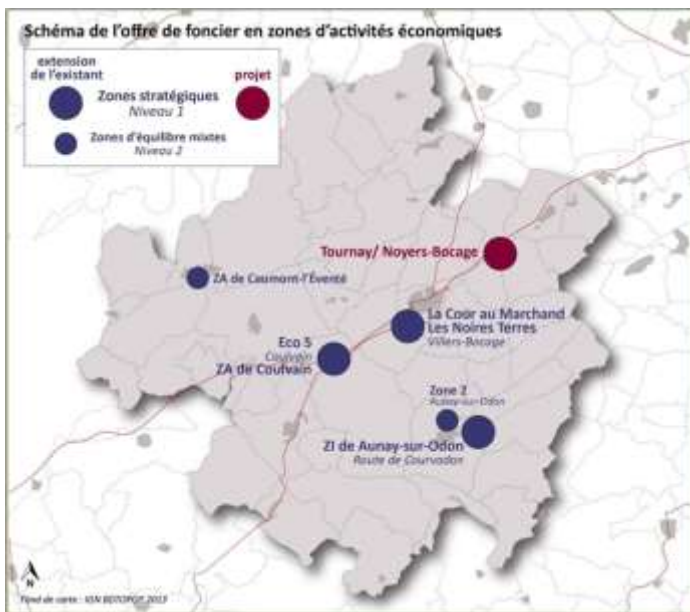 Schéma de l'offre de foncier en zones d'activités économiques
extension
de l'existant
projet
Zones stratégiques
Niveau 1
Zones d'équilibre mixtes
Niveau 2
Tournay/ Noyers-Bocage
ZA de Caumont-l'Éventé
La Cour au Marchand
Les Noires Terres
Villers-Bocage
Eco 5
Coulvain
ZA de Coulvain
Zone 2
Aunay-sur-Odon
ZI de Aunay-sur-Odon
Route de Courvadon
N
Fond de carte : IGN BDTOPO® 2013